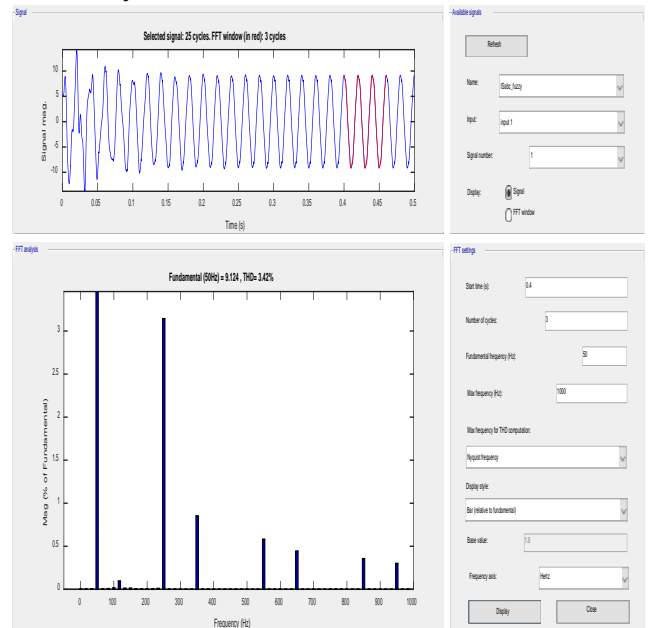 Signal
Selected signal: 25 cycles. FFT window (in red): 3 cycles
Signal mag.
10
5
0
-5
-10
0
0.05
0.1
0.15
0.2
0.25
0.3
0.35
0.4
0.45
0.5
Time (s)
Available signals
Refresh
Name:
iSabc_fuzzy
Input:
input 1
Signal number:
1
Display:
Signal
FFT window
FFT analysis
Fundamental (50Hz) = 9.124 , THD= 3.42%
Mag (% of Fundamental)
3
2.5
2
1.5
1
0.5
0
0
100
200
300
400
500
600
700
800
900
1000
Frequency (Hz)
FFT settings
Start time (s):
0.4
Number of cycles:
3
Fundamental frequency (Hz):
50
Max frequency (Hz):
1000
Max frequency for THD computation:
Nyquist frequency
Display style:
Bar (relative to fundamental)
Base value:
1.0
Frequency axis:
Hertz
Display
Close